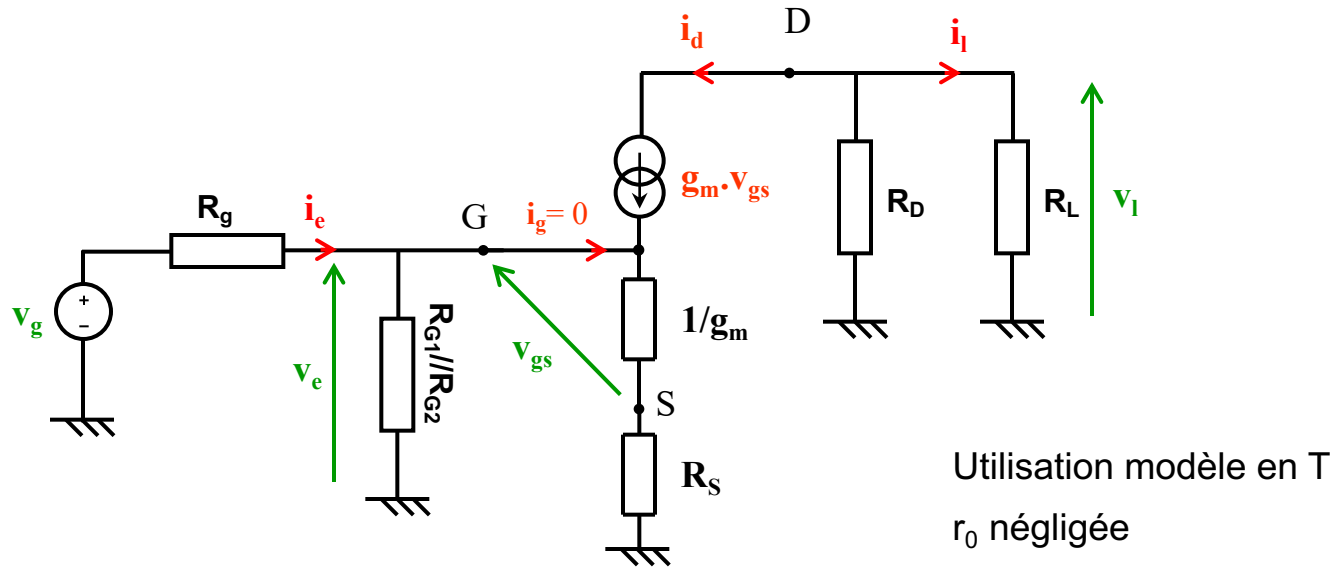 i_d
D
i_l
g_m.v_gs
R_D
R_L
v_l
R_g
i_e
G
i_g= 0
v_g
+
−
v_e
R_G1//R_G2
v_gs
1/g_m
S
R_S
Utilisation modèle en T
r_0 négligée